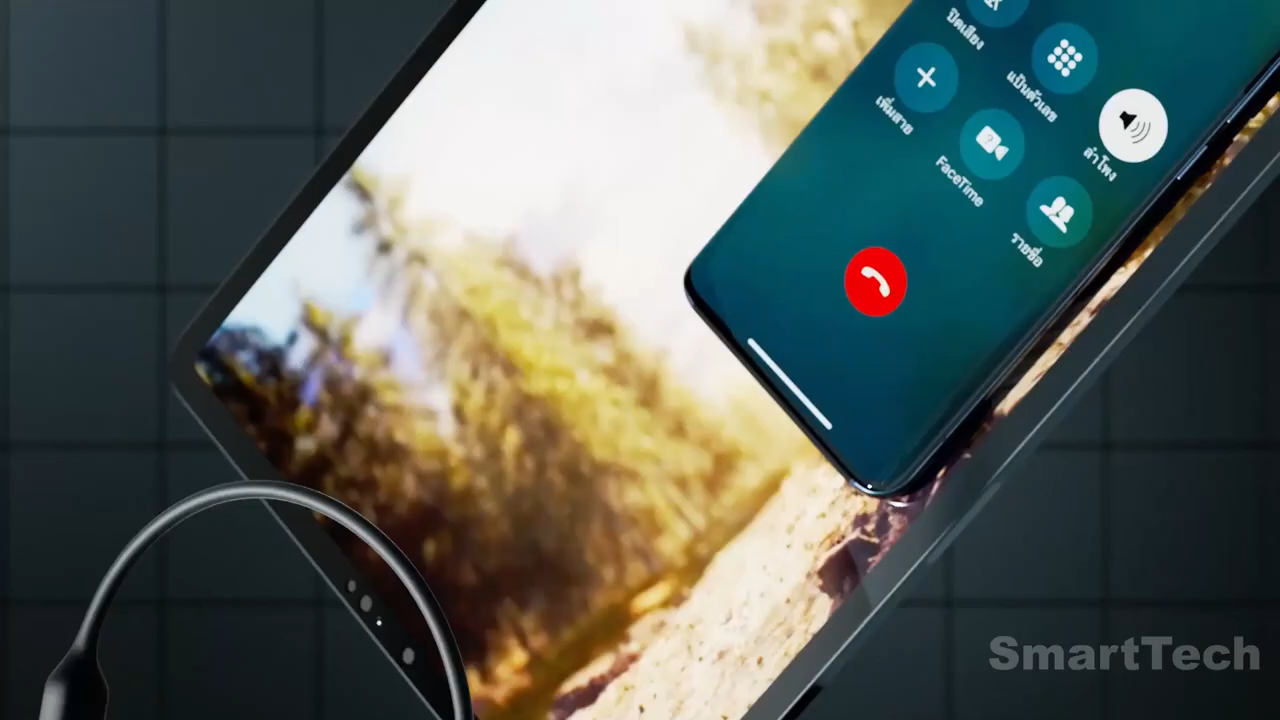 ปิดเสียง
แป้นตัวเลข
ลำโพง
เพิ่มสาย
FaceTime
รายชื่อ
SmartTech